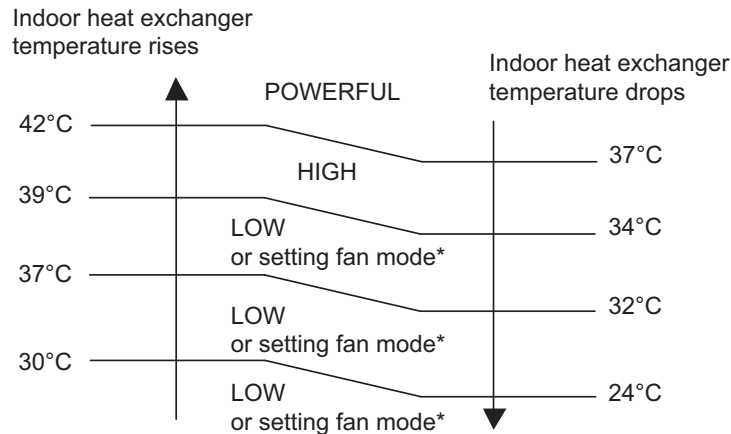 Indoor heat exchanger
temperature rises
Indoor heat exchanger
temperature drops
POWERFUL
42°C
37°C
HIGH
39°C
34°C
LOW
or setting fan mode*
37°C
32°C
LOW
or setting fan mode*
30°C
24°C
LOW
or setting fan mode*